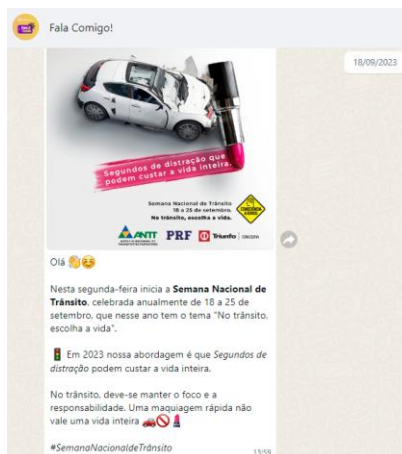 Fala Comigo!
18/09/2023
Segundos de distração que
podem custar a vida inteira.
Semana Nacional de Trânsito
18 a 25 de setembro.
No trânsito, escolha a vida.
ANTT
PRF
Triunfo
Olá
Nesta segunda-feira inicia a Semana Nacional de
Trânsito, celebrada anualmente de 18 a 25 de
setembro, que nesse ano tem o tema "No trânsito,
escolha a vida".
Em 2023 nossa abordagem é que Segundos de
distração podem custar a vida inteira.
No trânsito, deve-se manter o foco e a
responsabilidade. Uma maquiagem rápida não
vale uma vida inteira
#SemanaNacionaldeTrânsito
13:59